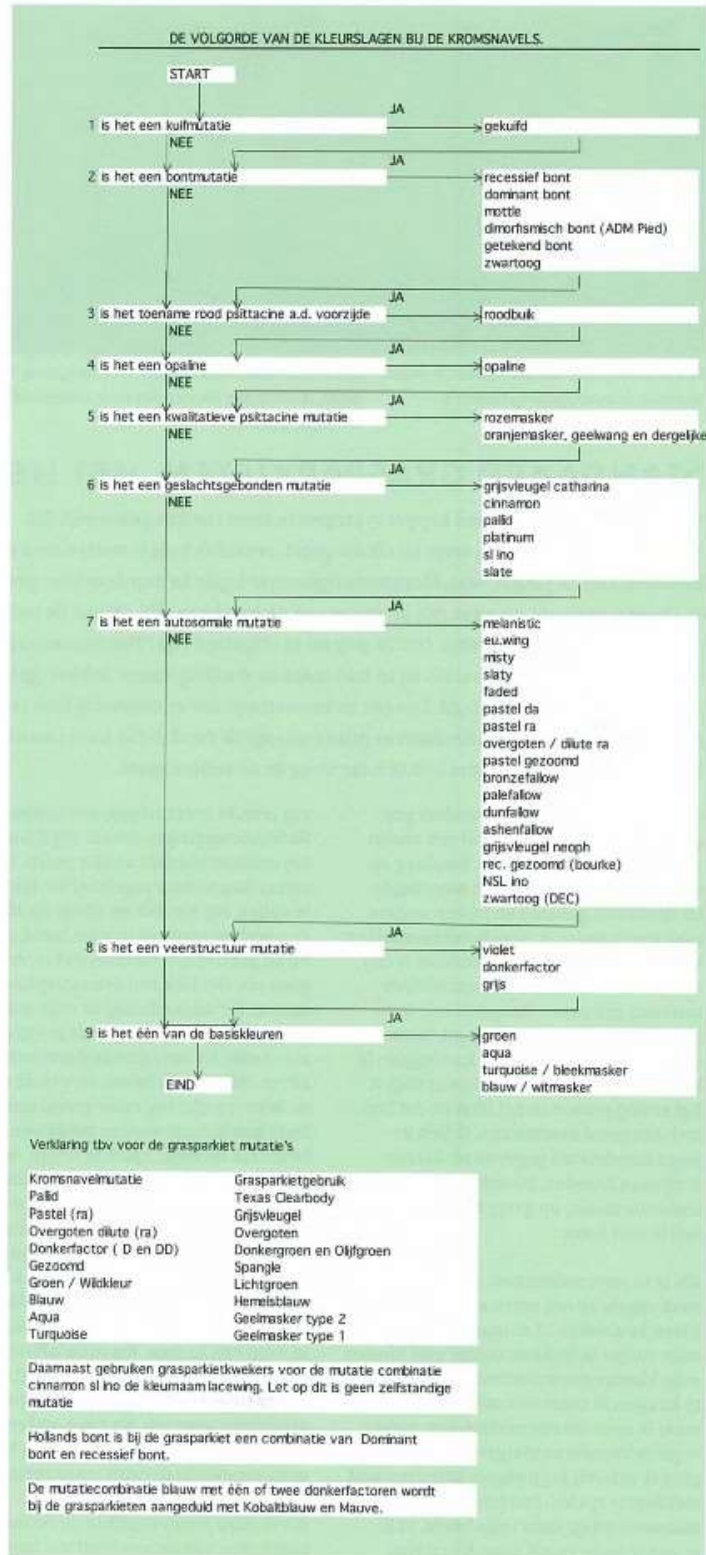 DE VOLGORDE VAN DE KLEURSLAGEN BIJ DE KROMSNAVELS.
START
JA
1 is het een kuifmutatie
gekuifd
NEE
JA
2 is het een bontmutatie
recessief bont
NEE
dominant bont
mottle
dimorfismisch bont (ADM Pied)
getekend bont
zwartoog
JA
3 is het toename rood psittacine a.d. voorzijde
roodbuik
NEE
JA
4 is het een opaline
opaline
NEE
JA
5 is het een kwalitatieve psittacine mutatie
rozemasker
NEE
oranjemasker, geelwang en dergelijke
JA
6 is het een geslachtsgebonden mutatie
grijsvleugel catharina
NEE
cinnamon
pallid
platinum
sl ino
slate
JA
7 is het een autosomale mutatie
melanistic
NEE
eu.wing
misty
slaty
faded
pastel da
pastel ra
overgoten / dilute ra
pastel gezoomd
bronzefallow
palefallow
dunfallow
ashenfallow
grijsvleugel neoph
rec. gezoomd (bourke)
NSL ino
zwartoog (DEC)
JA
8 is het een veerstructuur mutatie
violet
NEE
donkerfactor
grijs
JA
9 is het één van de basiskleuren
groen
aqua
turquoise / bleekmasker
EIND
blauw / witmasker
Verklaring tbv voor de grasparkiet mutatie's
Kromsnavelmutatie Grasparkietgebruik
Pallid Texas Clearbody
Pastel (ra) Grijsvleugel
Overgoten dilute (ra) Overgoten
Donkerfactor ( D en DD) Donkergroen en Olijfgroen
Gezoomd Spangle
Groen / Wildkleur Lichtgroen
Blauw Hemelsblauw
Aqua Geelmasker type 2
Turquoise Geelmasker type 1
Daarnaast gebruiken grasparkietkwekers voor de mutatie combinatie
cinnamon sl ino de kleurnaam lacewing. Let op dit is geen zelfstandige
mutatie
Hollands bont is bij de grasparkiet een combinatie van Dominant
bont en recessief bont.
De mutatiecombinatie blauw met één of twee donkerfactoren wordt
bij de grasparkieten aangeduid met Kobaltblauw en Mauve.